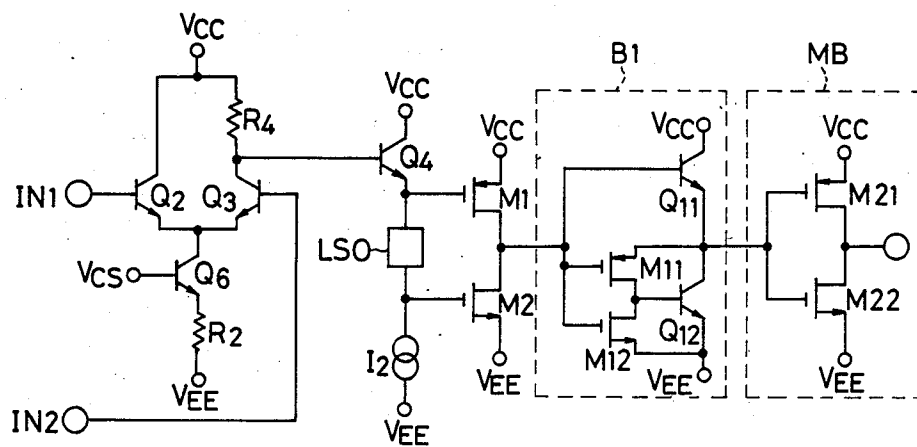 VCC
R4
IN1
Q2
Q3
VCS
Q6
R2
VEE
IN2
VCC
Q4
LSO
I2
VEE
VCC
M1
M2
VEE
B1
VCC
Q11
M11
Q12
M12
VEE
MB
VCC
M21
M22
VEE